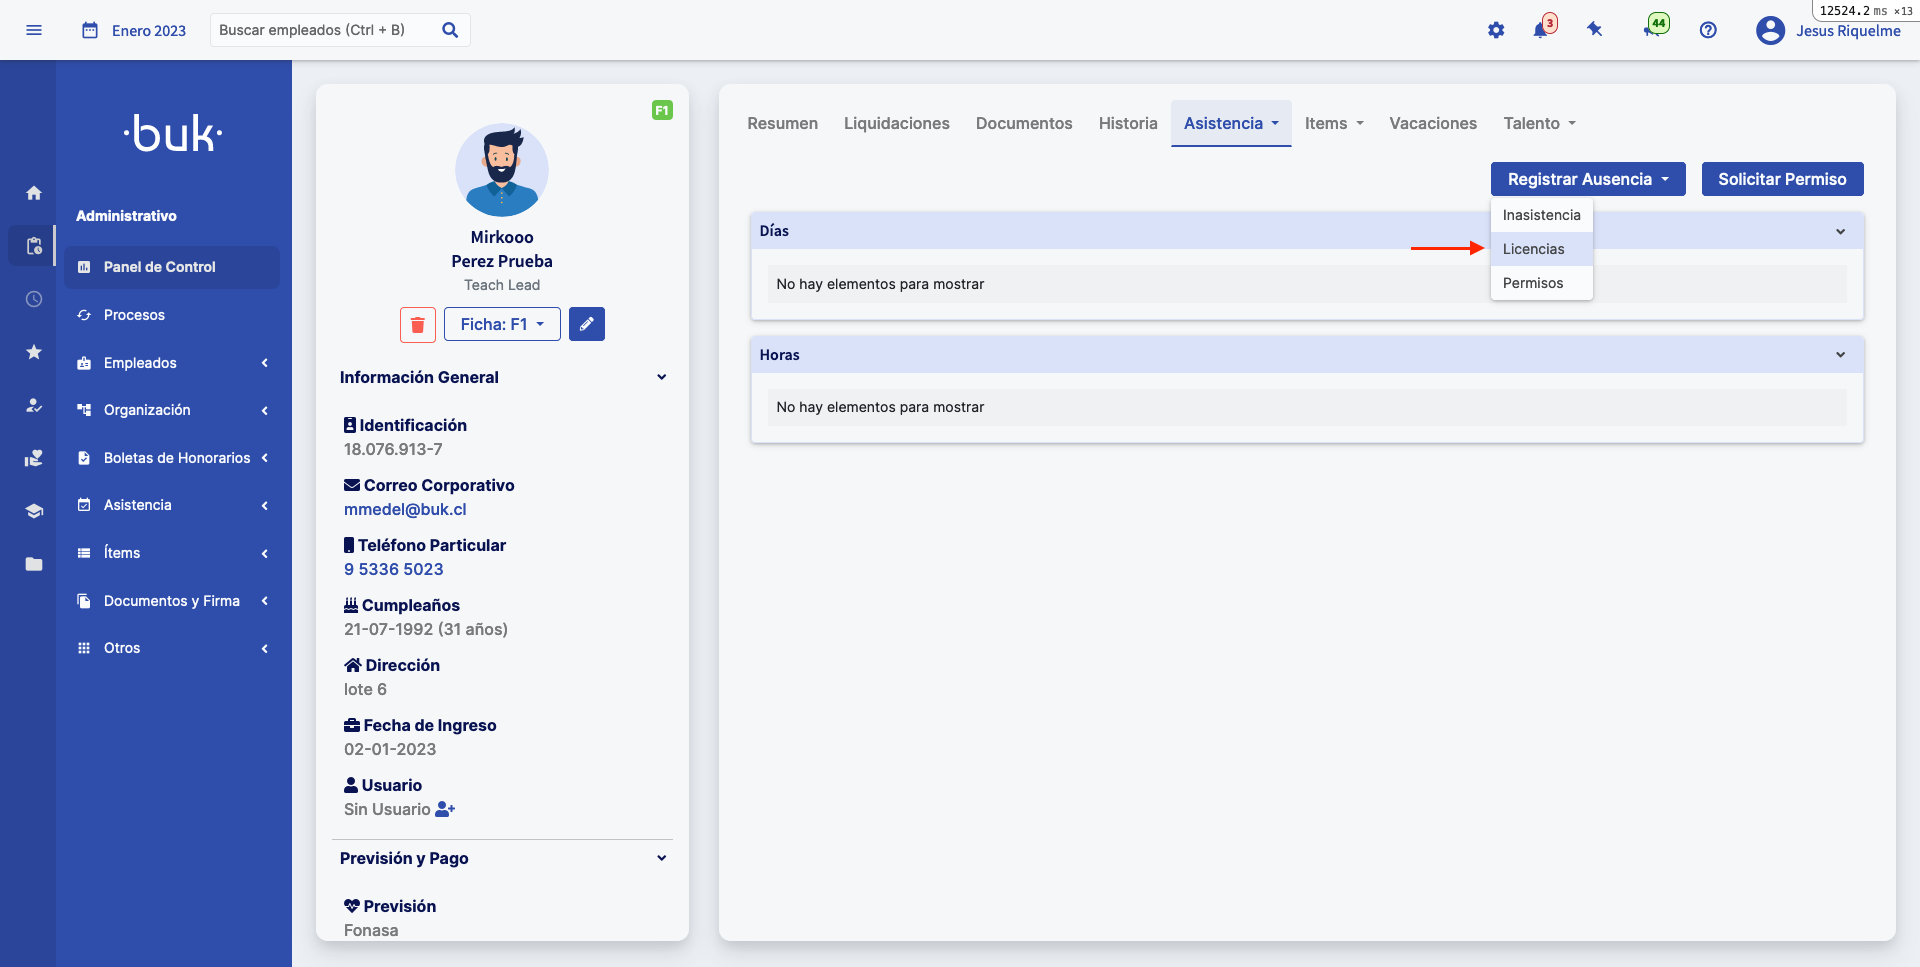 Enero 2023
Buscar empleados (Ctrl + B)
3
44
12524.2 ms ×13
Jesus Riquelme
·buk·
Administrativo
Panel de Control
Procesos
Empleados
Organización
Boletas de Honorarios
Asistencia
Ítems
Documentos y Firma
Otros
F1
Mirkooo
Perez Prueba
Teach Lead
Ficha: F1
Información General
Identificación
18.076.913-7
Correo Corporativo
mmedel@buk.cl
Teléfono Particular
9 5336 5023
Cumpleaños
21-07-1992 (31 años)
Dirección
lote 6
Fecha de Ingreso
02-01-2023
Usuario
Sin Usuario
Previsión y Pago
Previsión
Fonasa
Resumen Liquidaciones Documentos Historia Asistencia Items Vacaciones Talento
Registrar Ausencia Solicitar Permiso
Inasistencia
Licencias
Permisos
Días
No hay elementos para mostrar
Horas
No hay elementos para mostrar